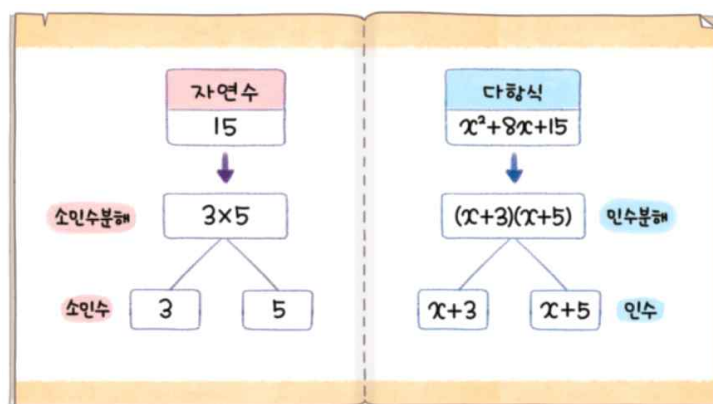 자연수
15
소인수분해
3×5
소인수
3
5
다항식
x²+8x+15
(x+3)(x+5)
인수분해
x+3
x+5
인수